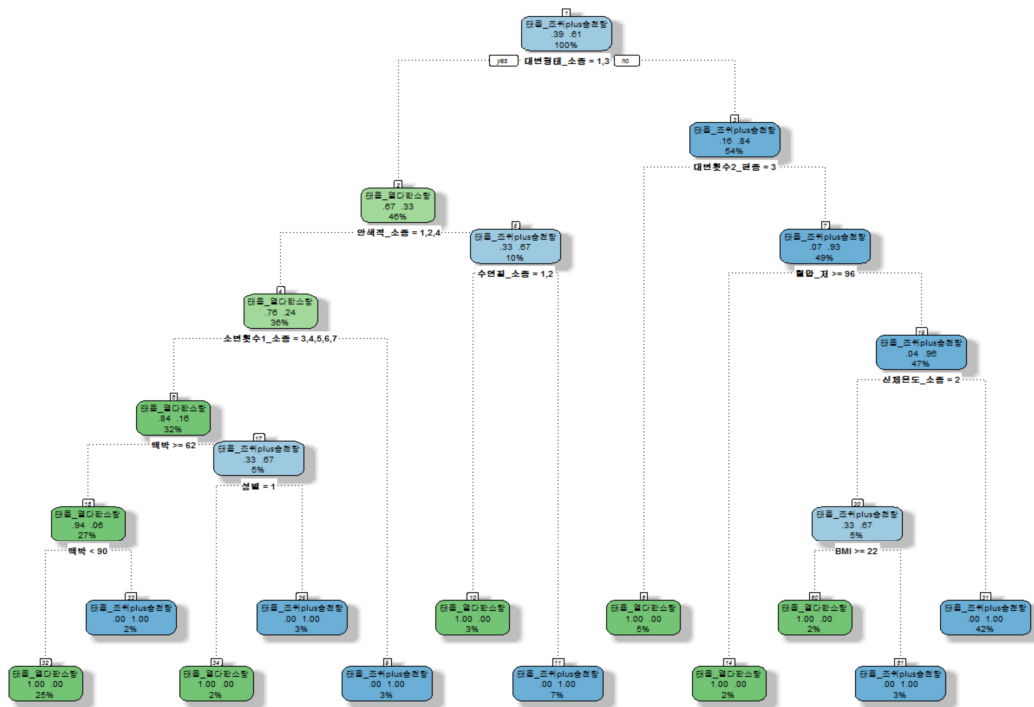 1
태음_조위plus승청탕
.39 .61
100%
yes 대변형태_소증 = 1,3 no
3
태음_조위plus승청탕
.16 .84
54%
대변횟수2_편증 = 3
2
태음_열다한소탕
.67 .33
46%
안색적_소증 = 1,2,4
5
태음_조위plus승청탕
.33 .67
10%
수면질_소증 = 1,2
7
태음_조위plus승청탕
.07 .93
49%
혈압_저 >= 96
4
태음_열다한소탕
.76 .24
36%
소변횟수1_소증 = 3,4,5,6,7
15
태음_조위plus승청탕
.04 .96
47%
신체온도_소증 = 2
8
태음_열다한소탕
.84 .16
32%
맥박 >= 62
17
태음_조위plus승청탕
.33 .67
5%
성별 = 1
16
태음_열다한소탕
.94 .06
27%
맥박 < 90
30
태음_조위plus승청탕
.33 .67
5%
BMI >= 22
33
태음_조위plus승청탕
.00 1.00
2%
35
태음_조위plus승청탕
.00 1.00
3%
10
태음_열다한소탕
1.00 .00
3%
6
태음_열다한소탕
1.00 .00
5%
60
태음_열다한소탕
1.00 .00
2%
31
태음_조위plus승청탕
.00 1.00
42%
32
태음_열다한소탕
1.00 .00
25%
34
태음_열다한소탕
1.00 .00
2%
9
태음_조위plus승청탕
.00 1.00
3%
11
태음_조위plus승청탕
.00 1.00
7%
14
태음_열다한소탕
1.00 .00
2%
61
태음_조위plus승청탕
.00 1.00
3%